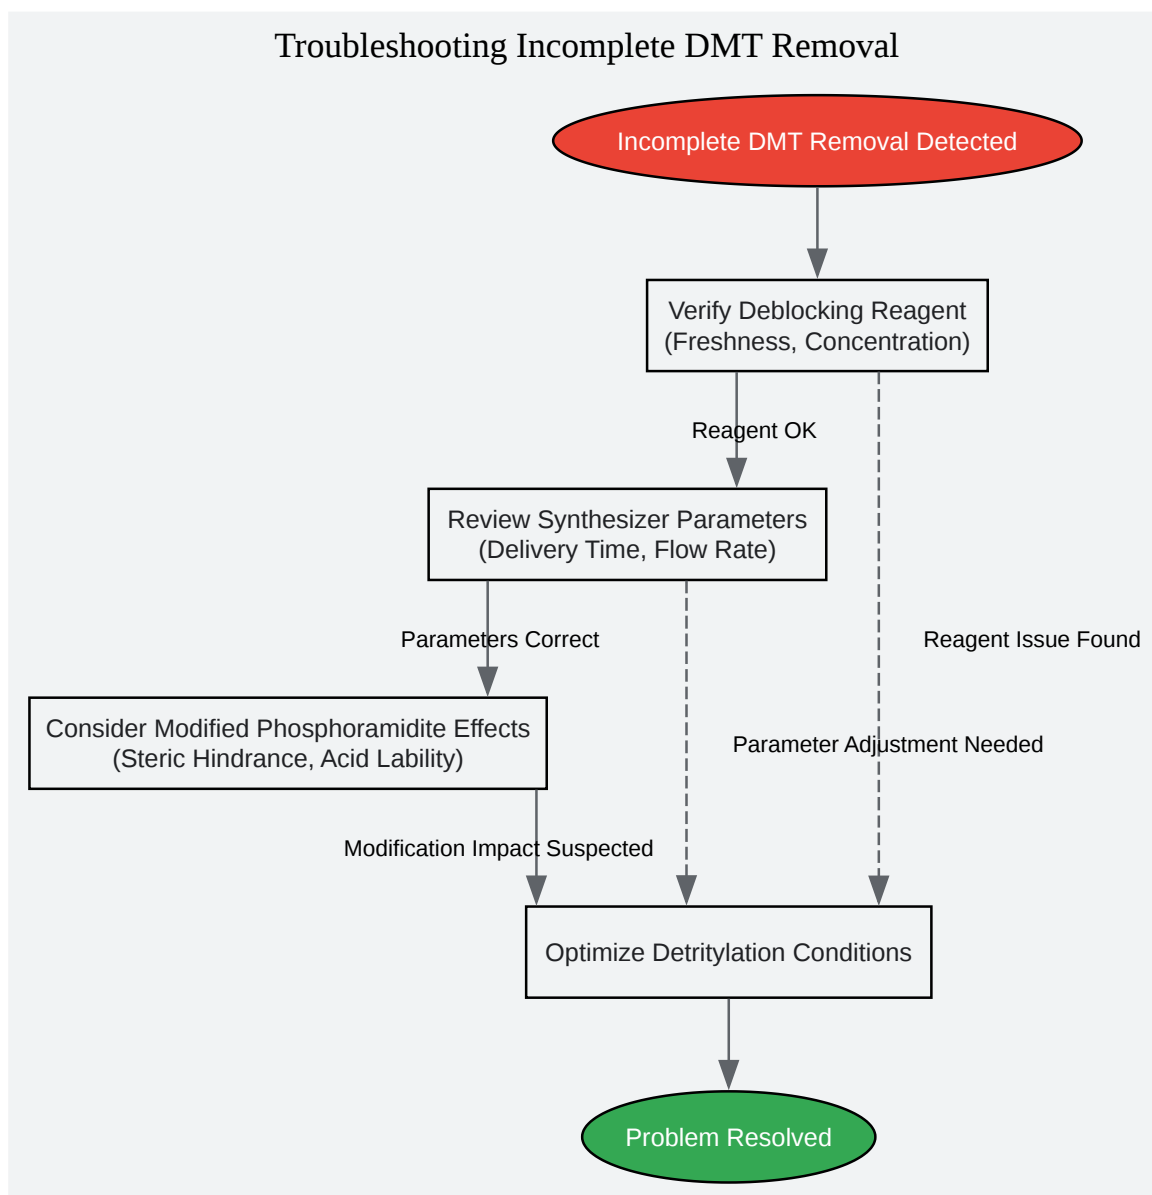 Troubleshooting Incomplete DMT Removal
Incomplete DMT Removal Detected
Verify Deblocking Reagent
(Freshness, Concentration)
Reagent OK
Review Synthesizer Parameters
(Delivery Time, Flow Rate)
Parameters Correct
Reagent Issue Found
Consider Modified Phosphoramidite Effects
(Steric Hindrance, Acid Lability)
Parameter Adjustment Needed
Modification Impact Suspected
Optimize Detritylation Conditions
Problem Resolved